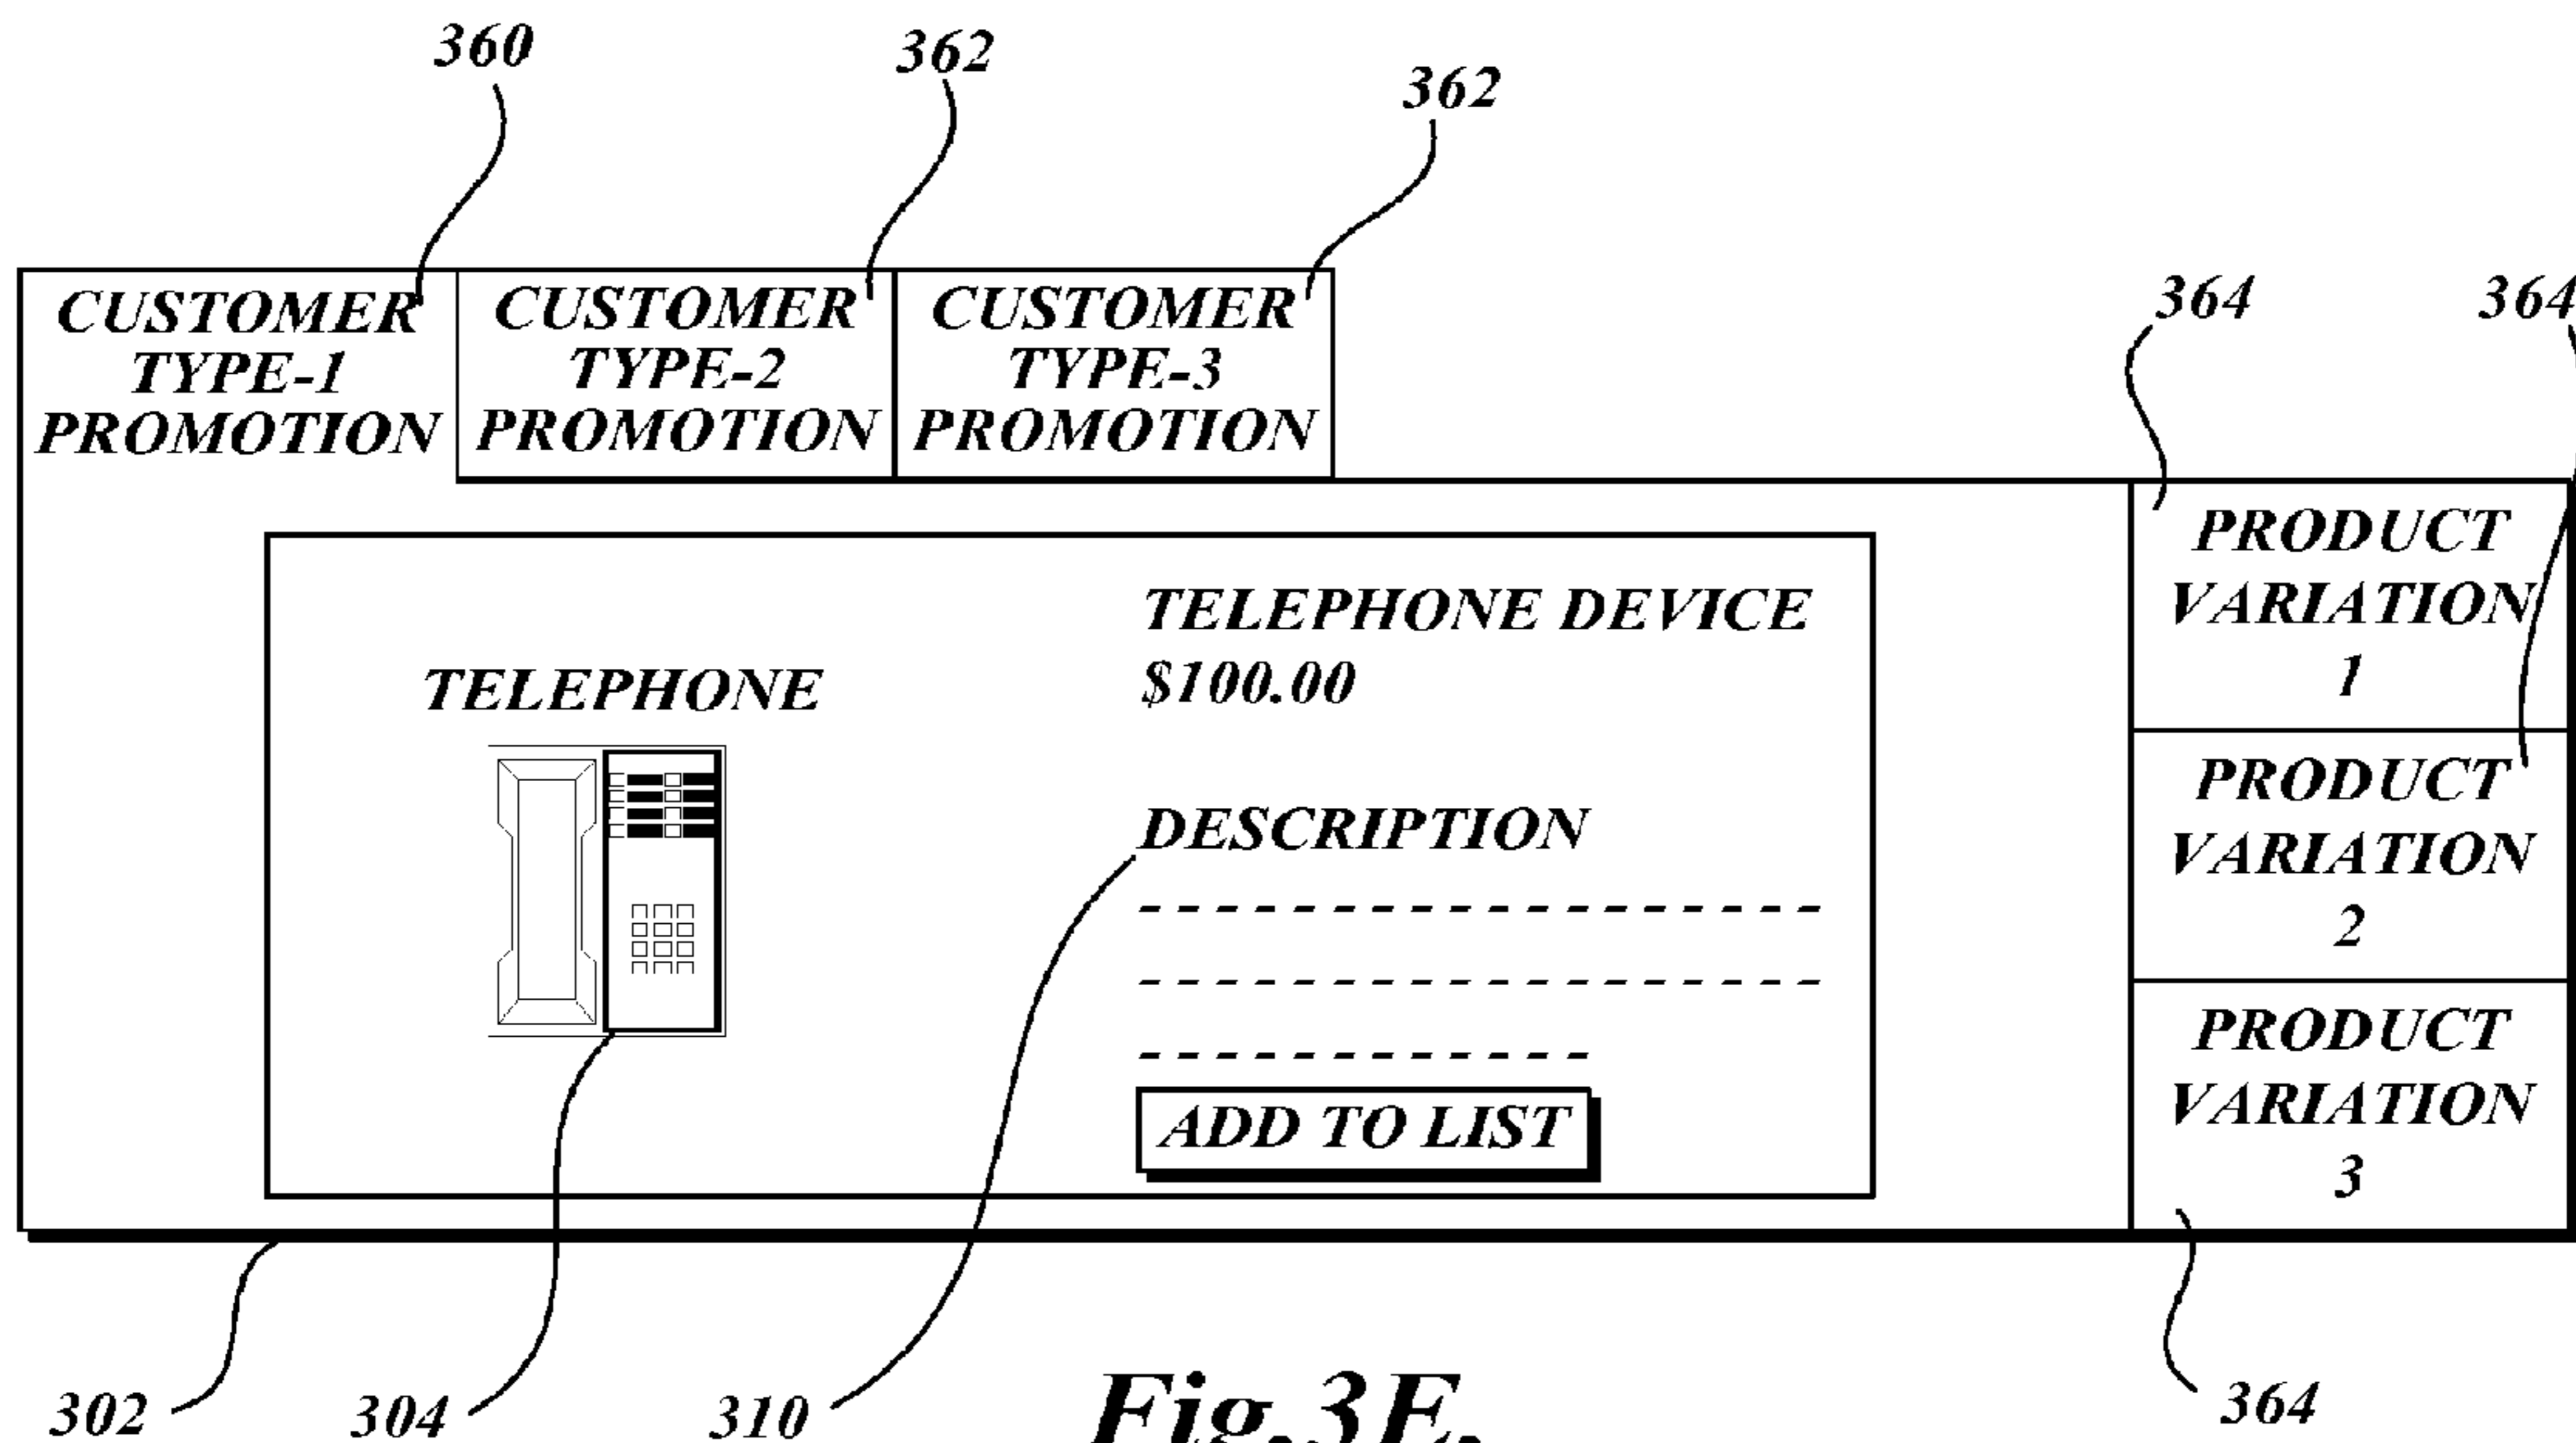 360
362
362
364
364
CUSTOMER
TYPE-1
PROMOTION
CUSTOMER
TYPE-2
PROMOTION
CUSTOMER
TYPE-3
PROMOTION
TELEPHONE
TELEPHONE DEVICE
$100.00
DESCRIPTION
ADD TO LIST
PRODUCT
VARIATION
1
PRODUCT
VARIATION
2
PRODUCT
VARIATION
3
302
304
310
364
Fig.3E.